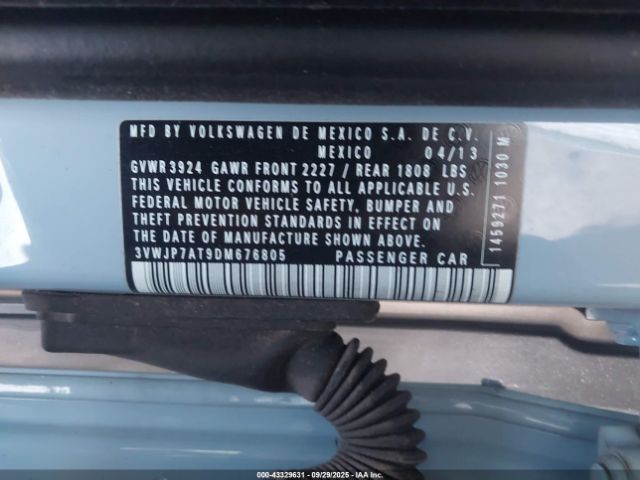 MFD BY VOLKSWAGEN DE MEXICO S.A. DE C.V.
MEXICO 04/13
GVWR 3924 GAWR FRONT 2227 / REAR 1808 LBS
THIS VEHICLE CONFORMS TO ALL APPLICABLE U.S.
FEDERAL MOTOR VEHICLE SAFETY, BUMPER AND
THEFT PREVENTION STANDARDS IN EFFECT ON
THE DATE OF MANUFACTURE SHOWN ABOVE.
3VWJP7AT9DM676805 PASSENGER CAR
1459271 1030 M
000-43329631 - 09/29/2025 - IAAI, Inc.